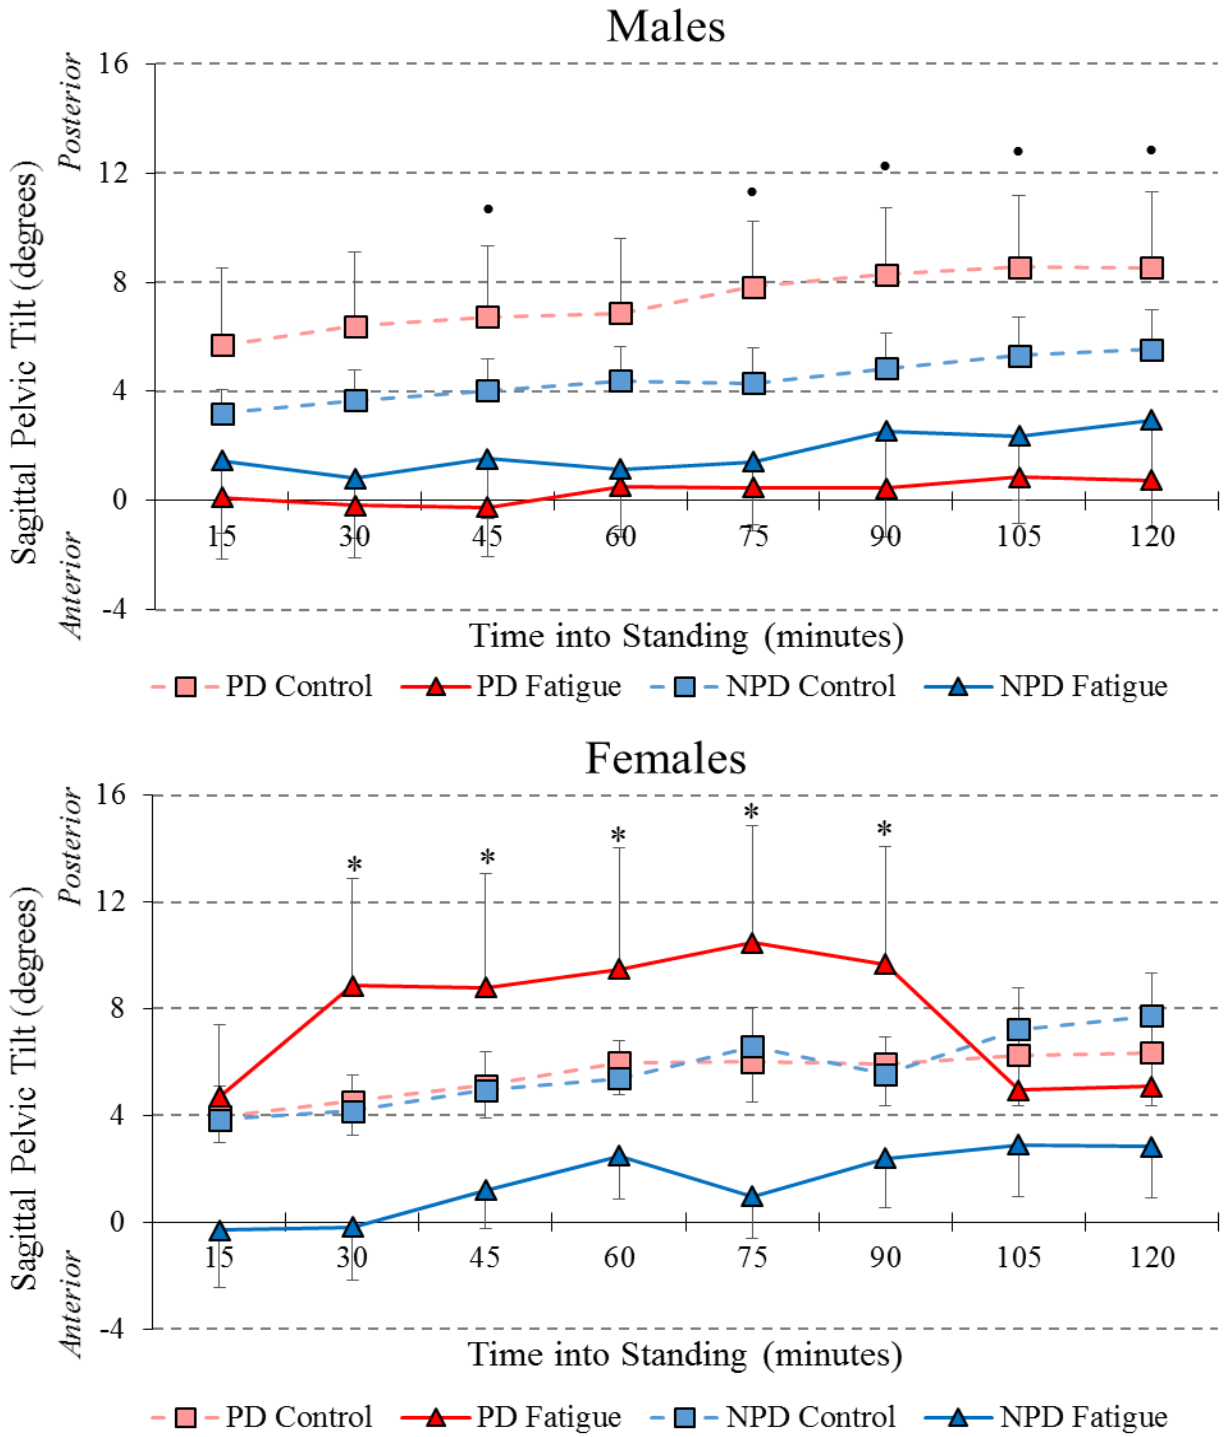 Males
16
12
8
4
0
-4
Posterior
Sagittal Pelvic Tilt (degrees)
Anterior
15 30 45 60 75 90 105 120
Time into Standing (minutes)
PD Control PD Fatigue NPD Control NPD Fatigue
Females
16
12
8
4
0
-4
Posterior
Sagittal Pelvic Tilt (degrees)
Anterior
* * * * *
15 30 45 60 75 90 105 120
Time into Standing (minutes)
PD Control PD Fatigue NPD Control NPD Fatigue